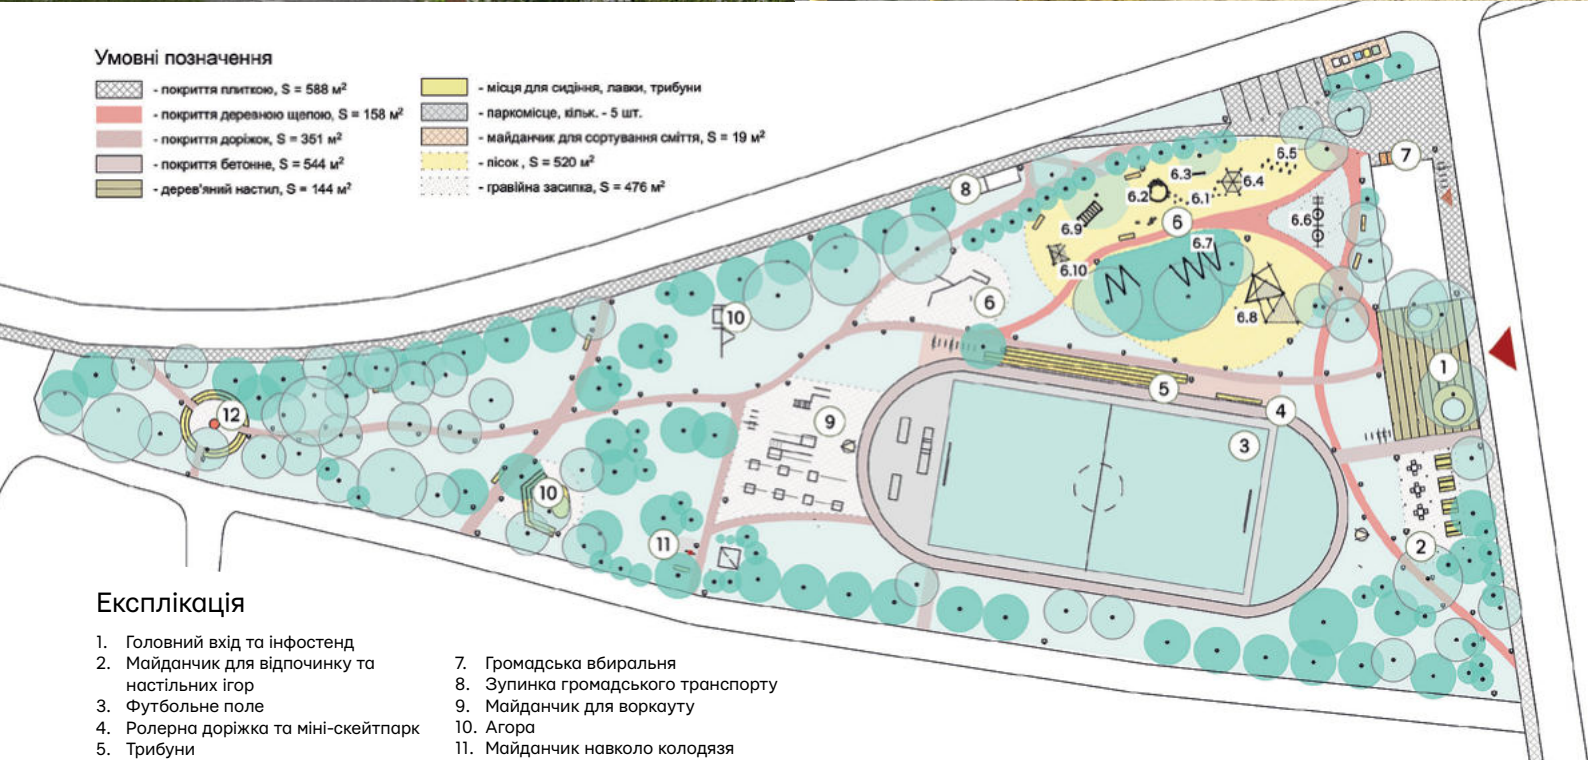 Умовні позначення
- покриття плиткою, S = 588 м²
- покриття деревною щепою, S = 158 м²
- покриття доріжок, S = 351 м²
- покриття бетонне, S = 544 м²
- дерев'яний настил, S = 144 м²
- місця для сидіння, лавки, трибуни
- паркомісце, кільк. - 5 шт.
- майданчик для сортування сміття, S = 19 м²
- пісок , S = 520 м²
- гравійна засипка, S = 476 м²
7
8
6.5
6.3
6.4
6.2
6.1
6
6.6
6.9
6.7
6.10
6
6.8
10
1
5
4
12
9
3
10
11
2
Експлікація
1. Головний вхід та інфостенд
2. Майданчик для відпочинку та
настільних ігор
3. Футбольне поле
4. Ролерна доріжка та міні-скейтпарк
5. Трибуни
7. Громадська вбиральня
8. Зупинка громадського транспорту
9. Майданчик для воркауту
10. Агора
11. Майданчик навколо колодязя